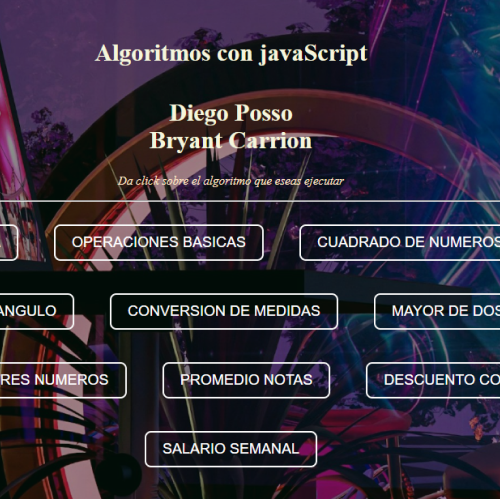 Algoritmos con javaScript
Diego Posso
Bryant Carrion
Da click sobre el algoritmo que eseas ejecutar
OPERACIONES BASICAS CUADRADO DE NUMEROS
ANGULO CONVERSION DE MEDIDAS MAYOR DE DOS
RES NUMEROS PROMEDIO NOTAS DESCUENTO CO
SALARIO SEMANAL